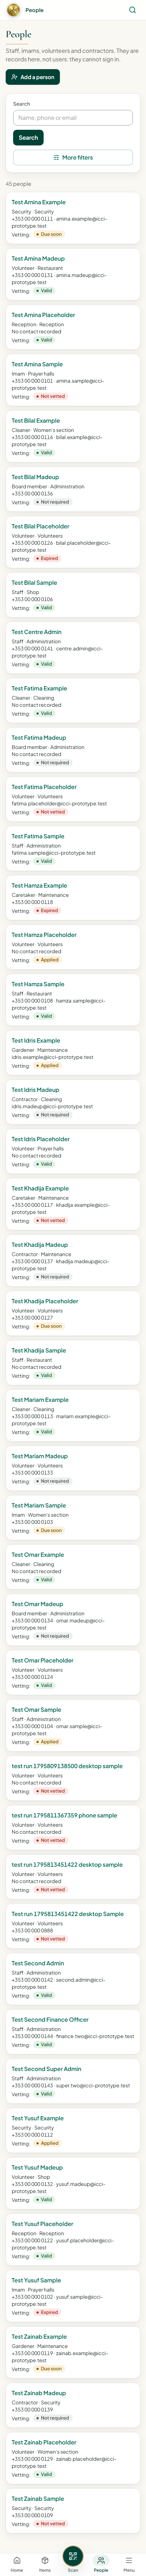 People
People
Staff, imams, volunteers and contractors. They are
records here, not users: they cannot sign in.
Add a person
Search
Name, phone or email
Search
More filters
45 people
Test Amina Example
Security · Security
+353 00 000 0111 · amina.example@icci-
prototype.test
Vetting: Due soon
Test Amina Madeup
Volunteer · Restaurant
+353 00 000 0131 · amina.madeup@icci-
prototype.test
Vetting: Valid
Test Amina Placeholder
Reception · Reception
No contact recorded
Vetting: Valid
Test Amina Sample
Imam · Prayer halls
+353 00 000 0101 · amina.sample@icci-
prototype.test
Vetting: Not vetted
Test Bilal Example
Cleaner · Women's section
+353 00 000 0116 · bilal.example@icci-
prototype.test
Vetting: Valid
Test Bilal Madeup
Board member · Administration
+353 00 000 0136
Vetting: Not required
Test Bilal Placeholder
Volunteer · Volunteers
+353 00 000 0126 · bilal.placeholder@icci-
prototype.test
Vetting: Expired
Test Bilal Sample
Staff · Shop
+353 00 000 0106
Vetting: Valid
Test Centre Admin
Staff · Administration
+353 00 000 0141 · centre.admin@icci-
prototype.test
Vetting: Valid
Test Fatima Example
Cleaner · Cleaning
No contact recorded
Vetting: Valid
Test Fatima Madeup
Board member · Administration
No contact recorded
Vetting: Not required
Test Fatima Placeholder
Volunteer · Volunteers
fatima.placeholder@icci-prototype.test
Vetting: Not vetted
Test Fatima Sample
Staff · Administration
fatima.sample@icci-prototype.test
Vetting: Valid
Test Hamza Example
Caretaker · Maintenance
+353 00 000 0118
Vetting: Expired
Test Hamza Placeholder
Volunteer · Volunteers
No contact recorded
Vetting: Applied
Test Hamza Sample
Staff · Restaurant
+353 00 000 0108 · hamza.sample@icci-
prototype.test
Vetting: Valid
Test Idris Example
Gardener · Maintenance
idris.example@icci-prototype.test
Vetting: Applied
Test Idris Madeup
Contractor · Cleaning
idris.madeup@icci-prototype.test
Vetting: Not required
Test Idris Placeholder
Volunteer · Prayer halls
No contact recorded
Vetting: Valid
Test Khadija Example
Caretaker · Maintenance
+353 00 000 0117 · khadija.example@icci-
prototype.test
Vetting: Not vetted
Test Khadija Madeup
Contractor · Maintenance
+353 00 000 0137 · khadija.madeup@icci-
prototype.test
Vetting: Not required
Test Khadija Placeholder
Volunteer · Volunteers
+353 00 000 0127
Vetting: Due soon
Test Khadija Sample
Staff · Restaurant
No contact recorded
Vetting: Valid
Test Mariam Example
Cleaner · Cleaning
+353 00 000 0113 · mariam.example@icci-
prototype.test
Vetting: Valid
Test Mariam Madeup
Volunteer · Volunteers
+353 00 000 0133
Vetting: Not required
Test Mariam Sample
Imam · Women's section
+353 00 000 0103
Vetting: Due soon
Test Omar Example
Cleaner · Cleaning
No contact recorded
Vetting: Valid
Test Omar Madeup
Board member · Administration
+353 00 000 0134 · omar.madeup@icci-
prototype.test
Vetting: Not required
Test Omar Placeholder
Volunteer · Volunteers
+353 00 000 0124
Vetting: Valid
Test Omar Sample
Staff · Administration
+353 00 000 0104 · omar.sample@icci-
prototype.test
Vetting: Applied
test run 1795809138500 desktop sample
Volunteer · Volunteers
No contact recorded
Vetting: Not vetted
test run 1795811367359 phone sample
Volunteer · Volunteers
No contact recorded
Vetting: Not vetted
test run 1795813451422 desktop sample
Volunteer · Volunteers
No contact recorded
Vetting: Not vetted
Test run 1795813451422 desktop Sample
Volunteer · Volunteers
+353 00 000 0888
Vetting: Not vetted
Test Second Admin
Staff · Administration
+353 00 000 0142 · second.admin@icci-
prototype.test
Vetting: Valid
Test Second Finance Officer
Staff · Administration
+353 00 000 0144 · finance.two@icci-prototype.test
Vetting: Valid
Test Second Super Admin
Staff · Administration
+353 00 000 0143 · super.two@icci-prototype.test
Vetting: Valid
Test Yusuf Example
Security · Security
+353 00 000 0112
Vetting: Applied
Test Yusuf Madeup
Volunteer · Shop
+353 00 000 0132 · yusuf.madeup@icci-
prototype.test
Vetting: Valid
Test Yusuf Placeholder
Reception · Reception
+353 00 000 0122 · yusuf.placeholder@icci-
prototype.test
Vetting: Valid
Test Yusuf Sample
Imam · Prayer halls
+353 00 000 0102 · yusuf.sample@icci-
prototype.test
Vetting: Expired
Test Zainab Example
Gardener · Maintenance
+353 00 000 0119 · zainab.example@icci-
prototype.test
Vetting: Due soon
Test Zainab Madeup
Contractor · Security
+353 00 000 0139
Vetting: Not required
Test Zainab Placeholder
Volunteer · Women's section
+353 00 000 0129 · zainab.placeholder@icci-
prototype.test
Vetting: Valid
Test Zainab Sample
Security · Security
+353 00 000 0109
Vetting: Not vetted
Home
Items
Scan
People
Menu